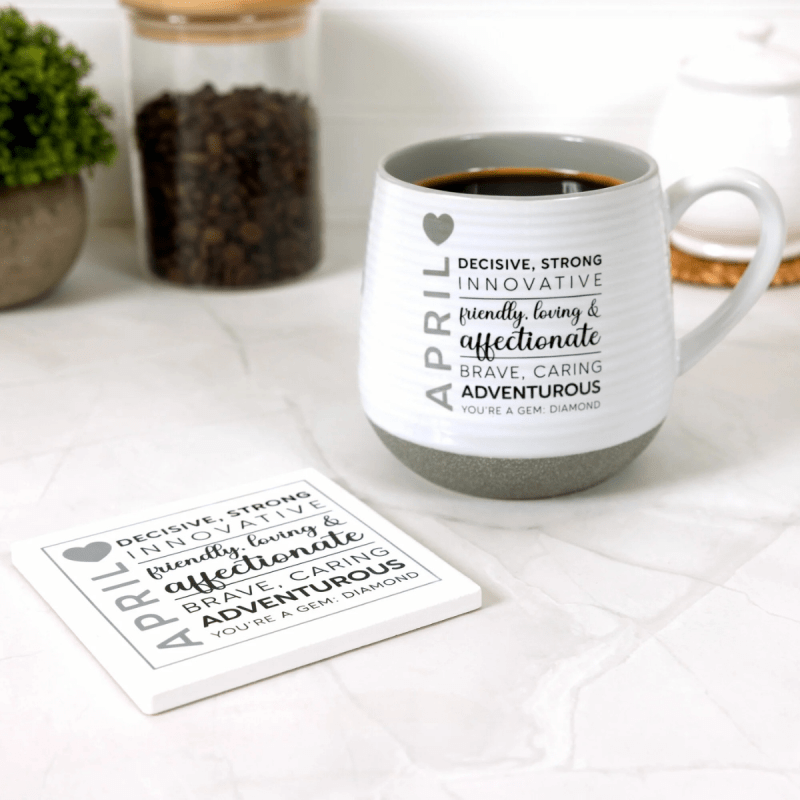 APRIL
DECISIVE, STRONG
INNOVATIVE
friendly, loving &
affectionate
BRAVE, CARING
ADVENTUROUS
YOU'RE A GEM: DIAMOND
APRIL
DECISIVE, STRONG
INNOVATIVE
friendly, loving &
affectionate
BRAVE, CARING
ADVENTUROUS
YOU'RE A GEM: DIAMOND